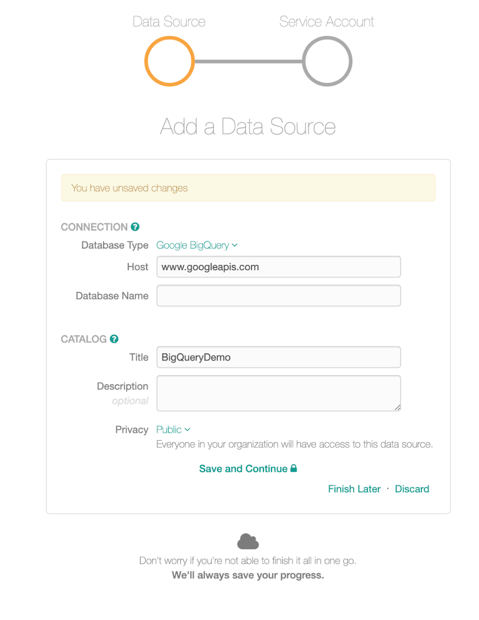 Data Source
Service Account
Add a Data Source
You have unsaved changes
CONNECTION ?
Database Type Google BigQuery
Host www.googleapis.com
Database Name
CATALOG ?
Title BigQueryDemo
Description
optional
Privacy Public
Everyone in your organization will have access to this data source.
Save and Continue
Finish Later · Discard
Don't worry if you're not able to finish it all in one go.
We'll always save your progress.